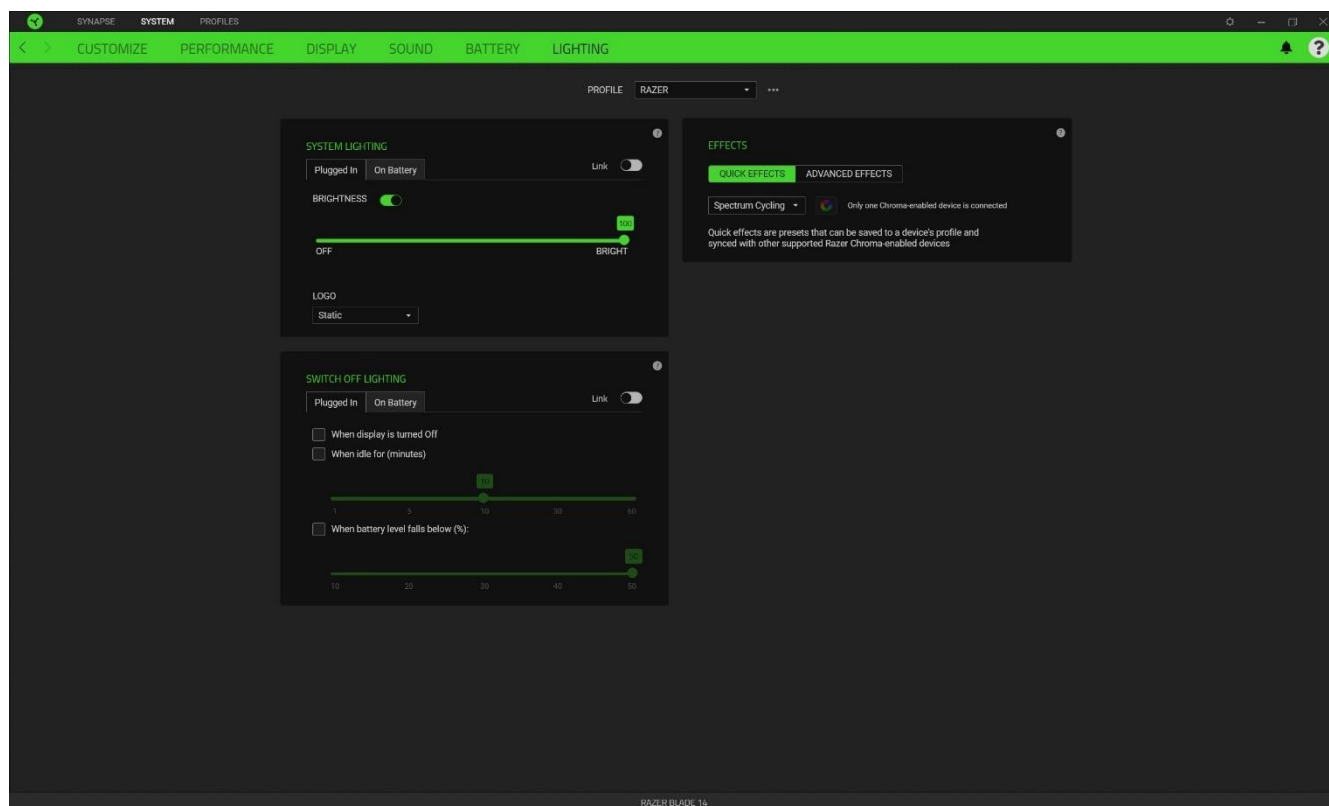 SYNAPSE SYSTEM PROFILES
CUSTOMIZE PERFORMANCE DISPLAY SOUND BATTERY LIGHTING ?
PROFILE RAZER
SYSTEM LIGHTING
Plugged In On Battery Link
BRIGHTNESS
100
OFF BRIGHT
LOGO
Static
SWITCH OFF LIGHTING
Plugged In On Battery Link
When display is turned Off
When idle for (minutes)
10
1 5 10 30 60
When battery level falls below (%):
50
10 20 30 40 50
EFFECTS
QUICK EFFECTS ADVANCED EFFECTS
Spectrum Cycling Only one Chroma-enabled device is connected
Quick effects are presets that can be saved to a device's profile and
synced with other supported Razer Chroma-enabled devices
RAZER BLADE 14